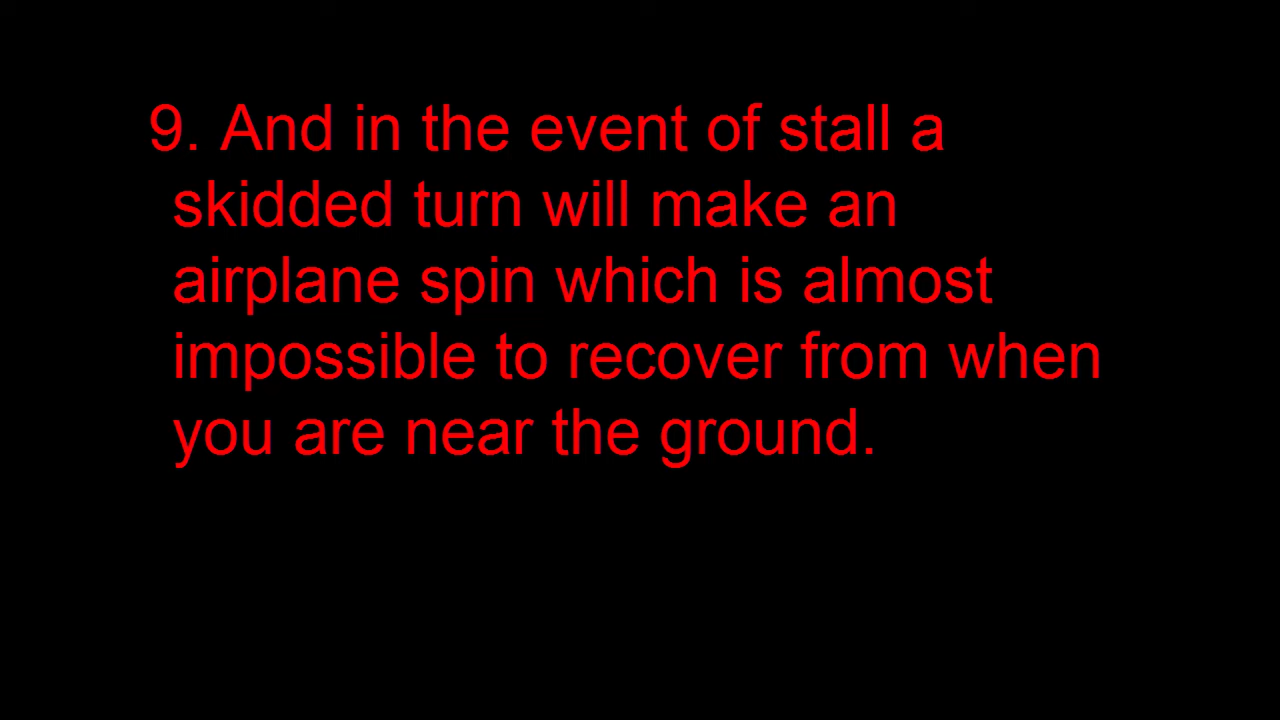 9. And in the event of stall a
skidded turn will make an
airplane spin which is almost
impossible to recover from when
you are near the ground.